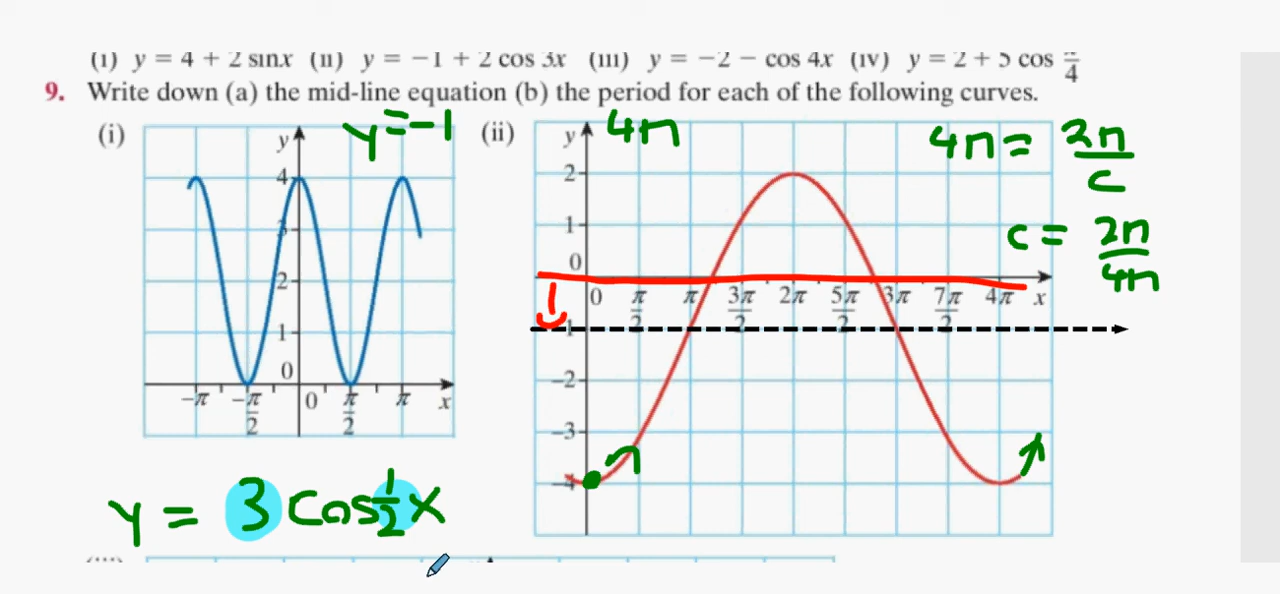 (i) y = 4 + 2 sinx (ii) y = −1 + 2 cos 3x (iii) y = −2 − cos 4x (iv) y = 2 + 5 cos π/4
9. Write down (a) the mid-line equation (b) the period for each of the following curves.
(i) y y=-1
4
3
2
1
0
−π −π/2 0 π/2 π x
(ii) y 4π 4π = 2π/c
2
1 c = 2π/4π
0
0 π/2 π 3π/2 2π 5π/2 3π 7π/2 4π x
−1
−2
−3
−4
y = 3 cos 1/2 x